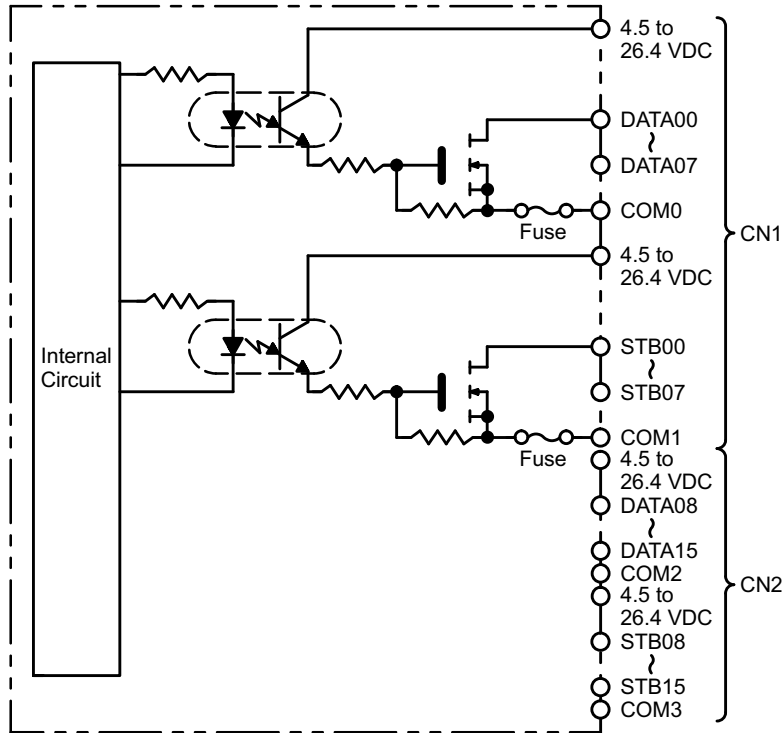 4.5 to
26.4 VDC
DATA00
~
DATA07
COM0
Fuse
4.5 to
26.4 VDC
CN1
Internal
Circuit
STB00
~
STB07
COM1
Fuse
4.5 to
26.4 VDC
DATA08
~
DATA15
COM2
4.5 to
26.4 VDC
CN2
STB08
~
STB15
COM3